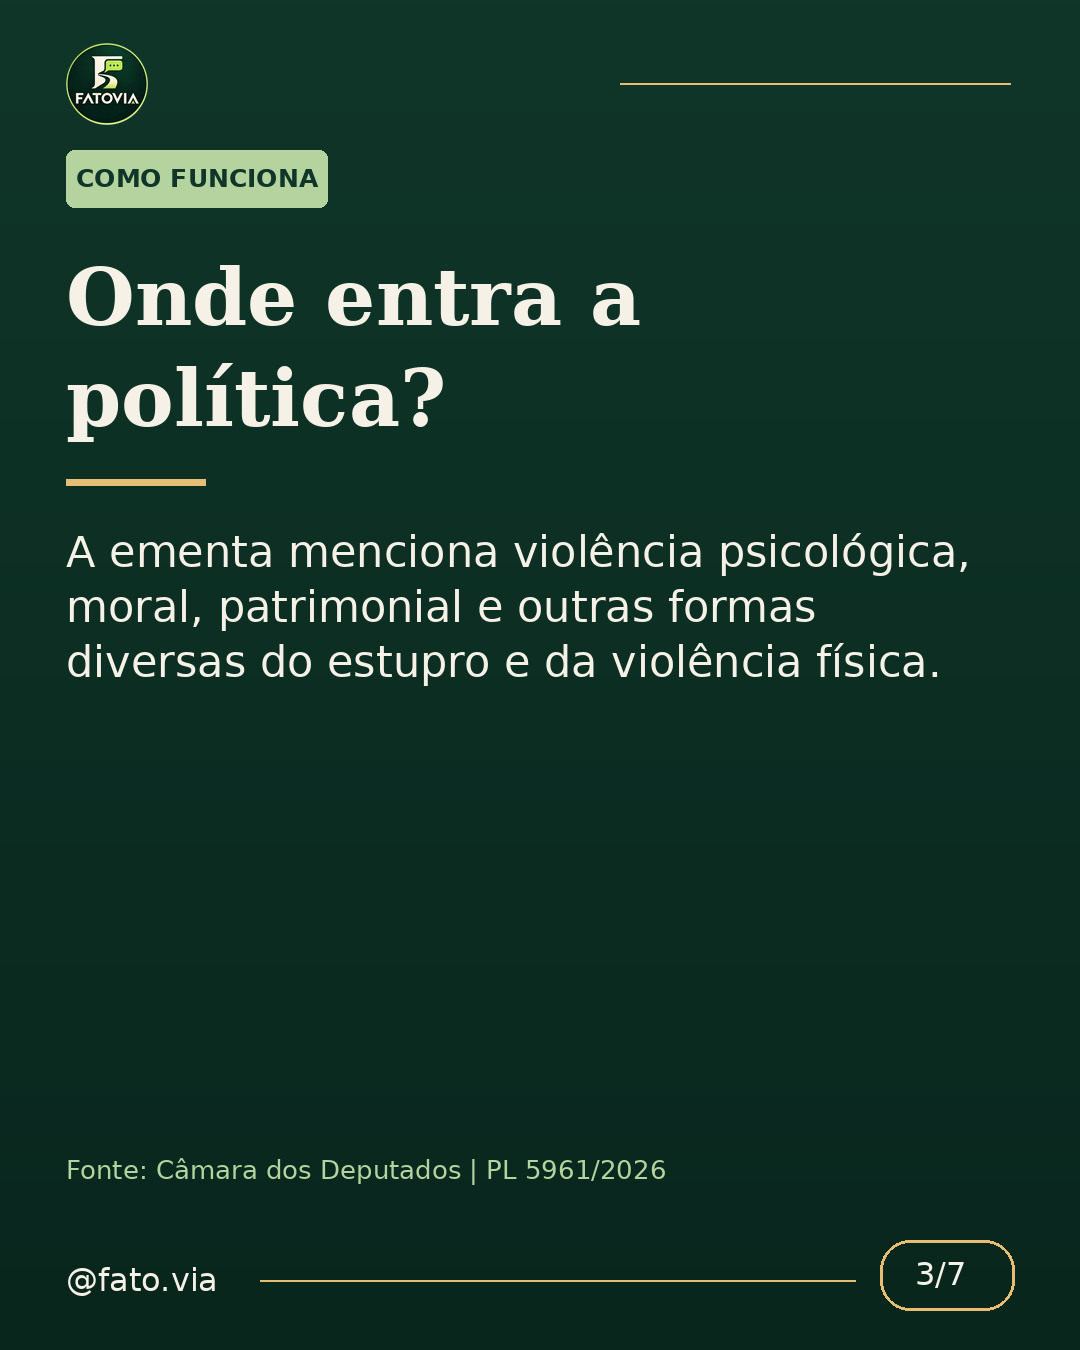 FATOVIA
COMO FUNCIONA
Onde entra a
política?
A ementa menciona violência psicológica,
moral, patrimonial e outras formas
diversas do estupro e da violência física.
Fonte: Câmara dos Deputados | PL 5961/2026
@fato.via
3/7